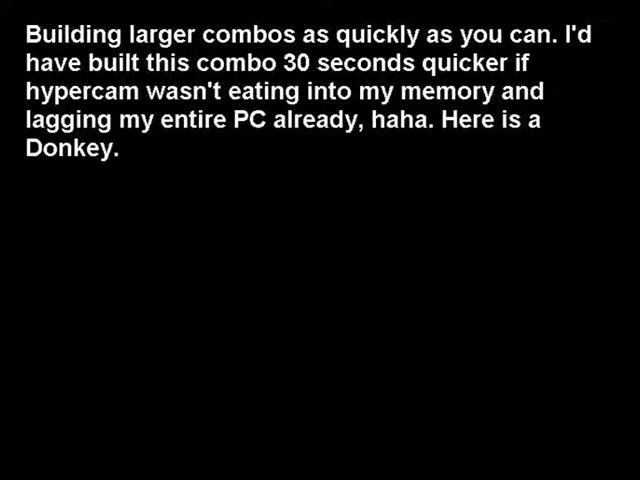 Building larger combos as quickly as you can. I'd
have built this combo 30 seconds quicker if
hypercam wasn't eating into my memory and
lagging my entire PC already, haha. Here is a
Donkey.